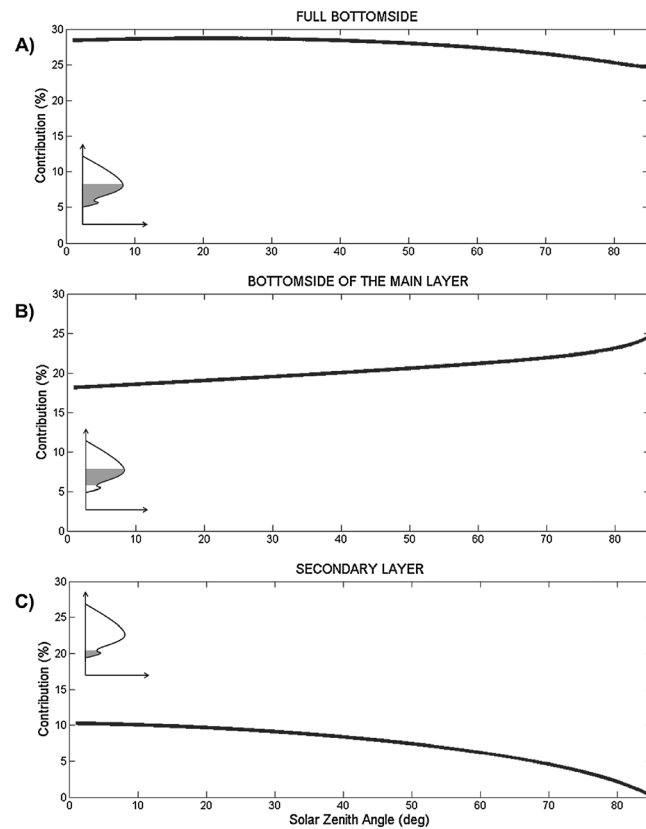 FULL BOTTOMSIDE
A)
Contribution (%)
30
25
20
15
10
5
0
0 10 20 30 40 50 60 70 80
BOTTOMSIDE OF THE MAIN LAYER
B)
Contribution (%)
30
25
20
15
10
5
0
0 10 20 30 40 50 60 70 80
SECONDARY LAYER
C)
Contribution (%)
30
25
20
15
10
5
0
0 10 20 30 40 50 60 70 80
Solar Zenith Angle (deg)